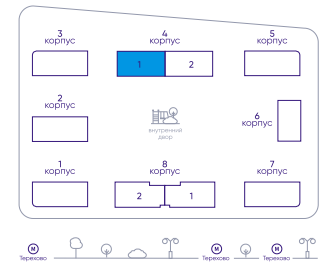 3
корпус
4
корпус
5
корпус
1 2
2
корпус
внутренний
двор
6
корпус
1
корпус
8
корпус
7
корпус
2 1
М М М
Терехово Терехово Терехово